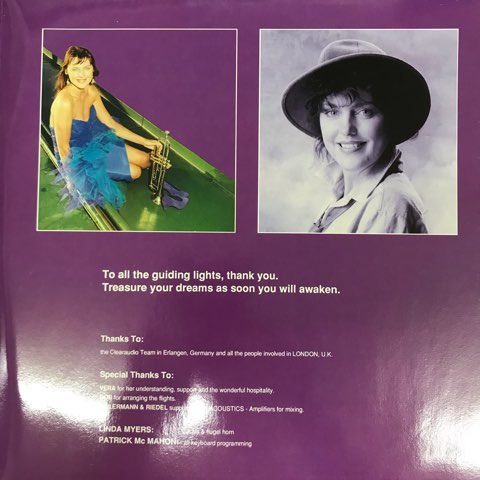 To all the guiding lights, thank you.
Treasure your dreams as soon you will awaken.
Thanks To:
the Clearaudio Team in Erlangen, Germany and all the people involved in LONDON, U.K.
Special Thanks To:
VERA for her understanding, support and the wonderful hospitality.
for arranging the flights.
& RIEDEL ACOUSTICS - Amplifiers for mixing.
LINDA MYERS: & flugel horn
PATRICK Mc MAHON: all keyboard programming